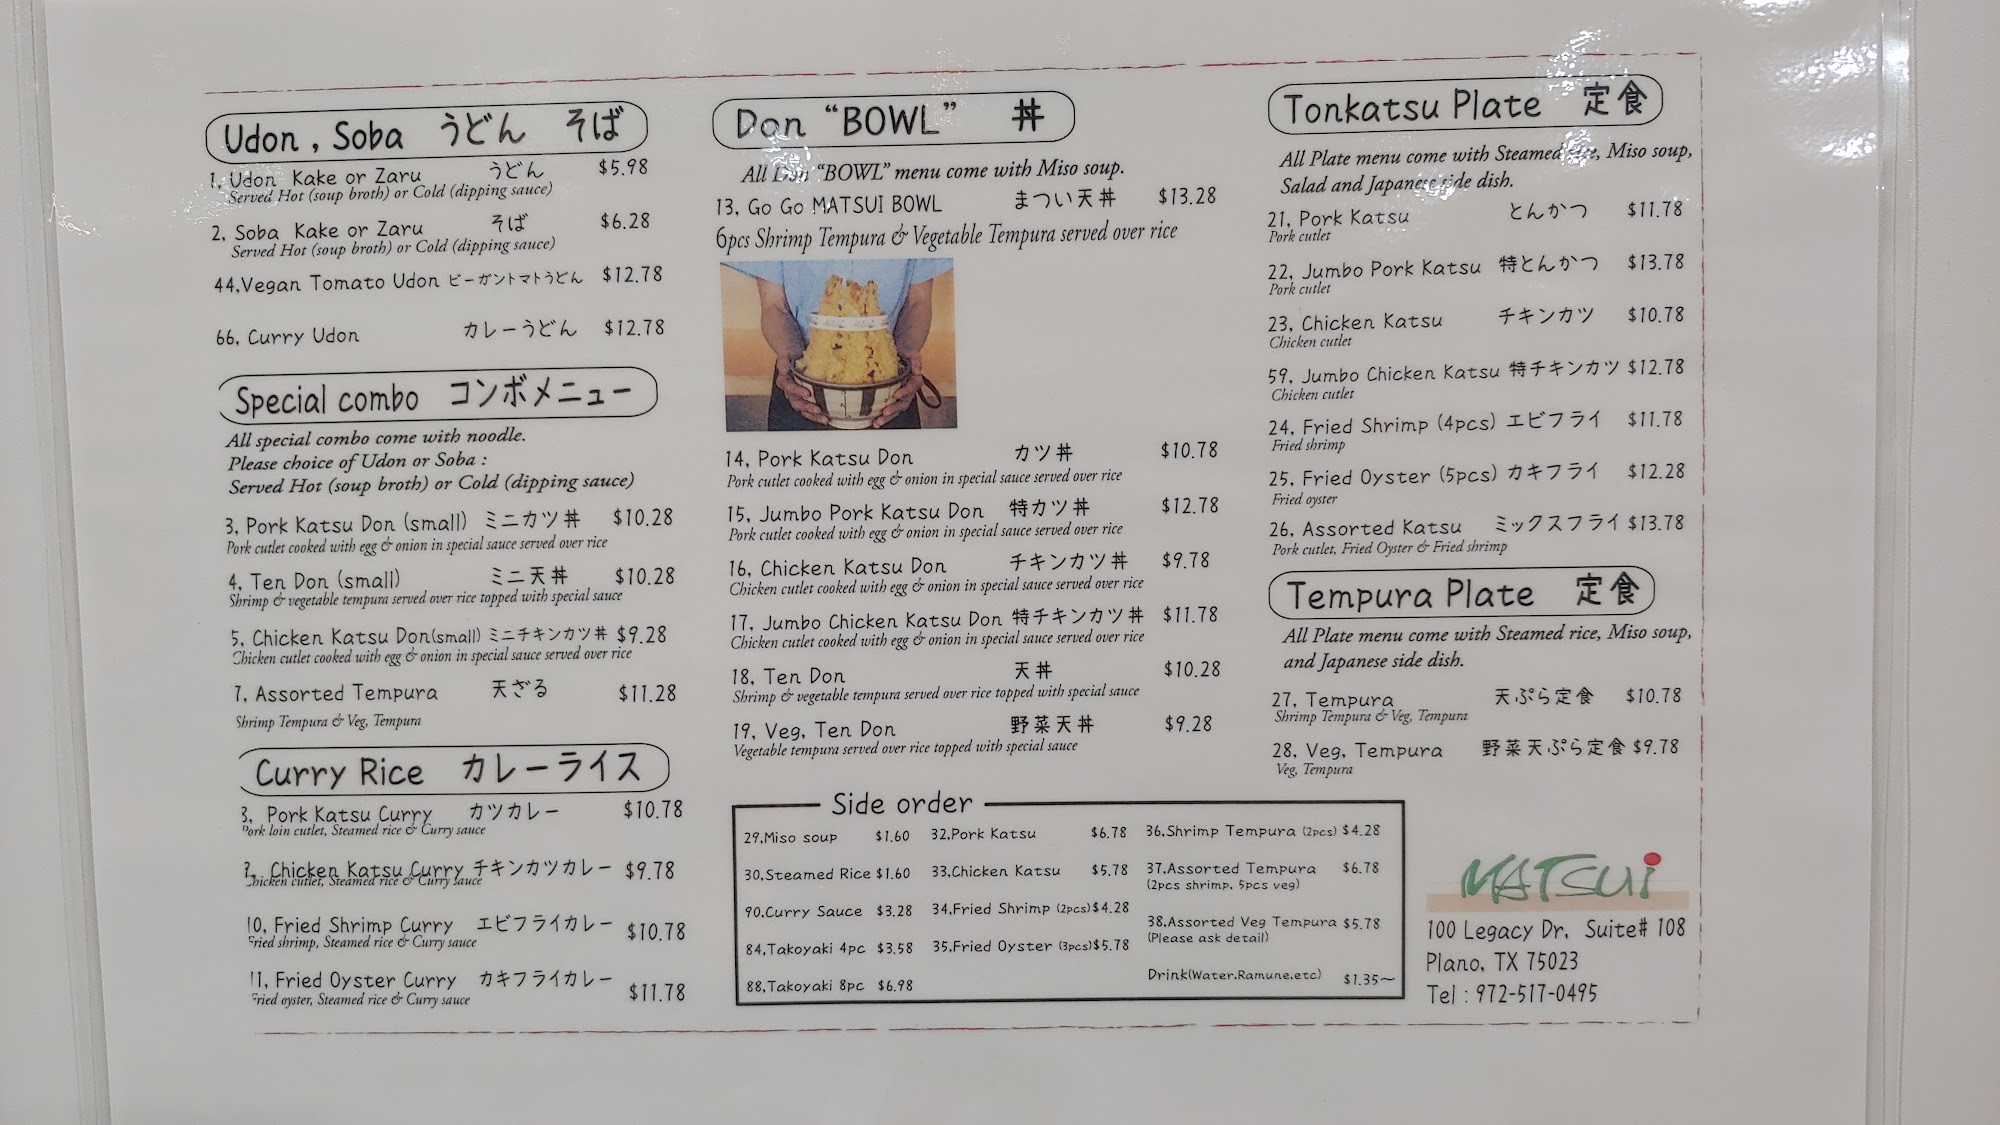 Udon , Soba うどん そば
1, Udon Kake or Zaru うどん $5.98
Served Hot (soup broth) or Cold (dipping sauce)
2, Soba Kake or Zaru そば $6.28
Served Hot (soup broth) or Cold (dipping sauce)
44,Vegan Tomato Udon ビーガントマトうどん $12.78
66, Curry Udon カレーうどん $12.78
Special combo コンボメニュー
All special combo come with noodle.
Please choice of Udon or Soba :
Served Hot (soup broth) or Cold (dipping sauce)
3, Pork Katsu Don (small) ミニカツ丼 $10.28
Pork cutlet cooked with egg & onion in special sauce served over rice
4, Ten Don (small) ミニ天丼 $10.28
Shrimp & vegetable tempura served over rice topped with special sauce
5, Chicken Katsu Don(small) ミニチキンカツ丼 $9.28
Chicken cutlet cooked with egg & onion in special sauce served over rice
7, Assorted Tempura 天ざる $11.28
Shrimp Tempura & Veg, Tempura
Curry Rice カレーライス
Pork Katsu Curry カツカレー $10.78
Pork loin cutlet, Steamed rice & Curry sauce
Chicken Katsu Curry チキンカツカレー $9.78
Chicken cutlet, Steamed rice & Curry sauce
10, Fried Shrimp Curry エビフライカレー $10.78
Fried shrimp, Steamed rice & Curry sauce
11, Fried Oyster Curry カキフライカレー $11.78
Fried oyster, Steamed rice & Curry sauce
Don “BOWL” 丼
All Don “BOWL” menu come with Miso soup.
13, Go Go MATSUI BOWL まつい天丼 $13.28
6pcs Shrimp Tempura & Vegetable Tempura served over rice
14, Pork Katsu Don カツ丼 $10.78
Pork cutlet cooked with egg & onion in special sauce served over rice
15, Jumbo Pork Katsu Don 特カツ丼 $12.78
Pork cutlet cooked with egg & onion in special sauce served over rice
16, Chicken Katsu Don チキンカツ丼 $9.78
Chicken cutlet cooked with egg & onion in special sauce served over rice
17, Jumbo Chicken Katsu Don 特チキンカツ丼 $11.78
Chicken cutlet cooked with egg & onion in special sauce served over rice
18, Ten Don 天丼 $10.28
Shrimp & vegetable tempura served over rice topped with special sauce
19, Veg, Ten Don 野菜天丼 $9.28
Vegetable tempura served over rice topped with special sauce
Tonkatsu Plate 定食
All Plate menu come with Steamed rice, Miso soup,
Salad and Japanese side dish.
21, Pork Katsu とんかつ $11.78
Pork cutlet
22, Jumbo Pork Katsu 特とんかつ $13.78
Pork cutlet
23, Chicken Katsu チキンカツ $10.78
Chicken cutlet
59, Jumbo Chicken Katsu 特チキンカツ $12.78
Chicken cutlet
24, Fried Shrimp (4pcs) エビフライ $11.78
Fried shrimp
25, Fried Oyster (5pcs) カキフライ $12.28
Fried oyster
26, Assorted Katsu ミックスフライ $13.78
Pork cutlet, Fried Oyster & Fried shrimp
Tempura Plate 定食
All Plate menu come with Steamed rice, Miso soup,
and Japanese side dish.
27, Tempura 天ぷら定食 $10.78
Shrimp Tempura & Veg, Tempura
28, Veg, Tempura 野菜天ぷら定食 $9.78
Veg, Tempura
Side order
29,Miso soup $1.60
30,Steamed Rice $1.60
90,Curry Sauce $3.28
84,Takoyaki 4pc $3.58
88,Takoyaki 8pc $6.98
32,Pork Katsu $6.78
33,Chicken Katsu $5.78
34,Fried Shrimp (2pcs)$4.28
35,Fried Oyster (3pcs)$5.78
36,Shrimp Tempura (2pcs) $4.28
37,Assorted Tempura $6.78
(2pcs shrimp, 5pcs veg)
38,Assorted Veg Tempura $5.78
(Please ask detail)
Drink(Water,Ramune,etc) $1.35~
MATSUi
100 Legacy Dr, Suite# 108
Plano, TX 75023
Tel : 972-517-0495